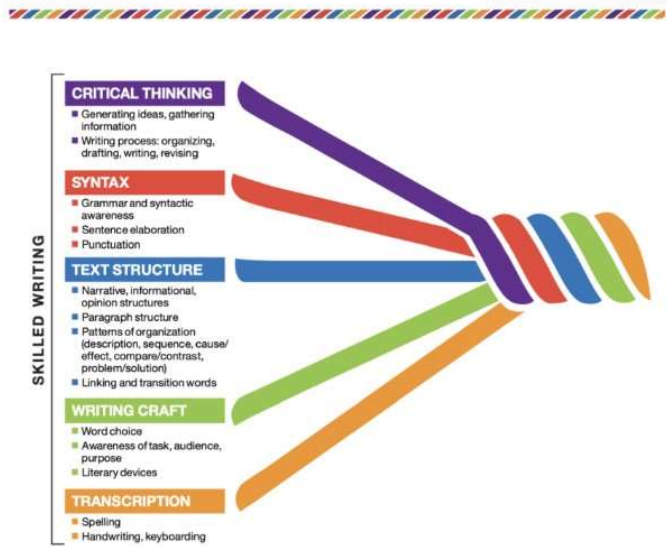 SKILLED WRITING
CRITICAL THINKING
Generating ideas, gathering
information
Writing process: organizing,
drafting, writing, revising
SYNTAX
Grammar and syntactic
awareness
Sentence elaboration
Punctuation
TEXT STRUCTURE
Narrative, informational,
opinion structures
Paragraph structure
Patterns of organization
(description, sequence, cause/
effect, compare/contrast,
problem/solution)
Linking and transition words
WRITING CRAFT
Word choice
Awareness of task, audience,
purpose
Literary devices
TRANSCRIPTION
Spelling
Handwriting, keyboarding